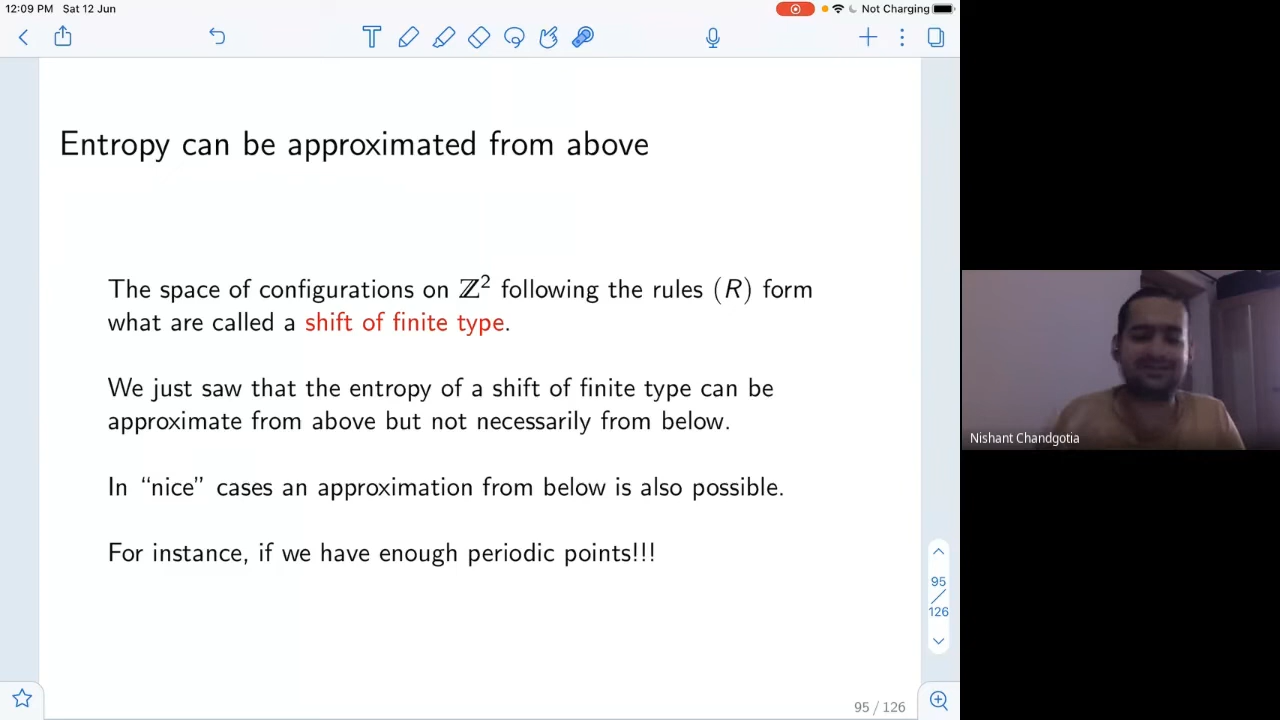 12:09 PM Sat 12 Jun
Not Charging
Entropy can be approximated from above
The space of configurations on ℤ² following the rules (R) form
what are called a shift of finite type.
We just saw that the entropy of a shift of finite type can be
approximate from above but not necessarily from below.
In “nice” cases an approximation from below is also possible.
For instance, if we have enough periodic points!!!
95
/
126
95 / 126
Nishant Chandgotia